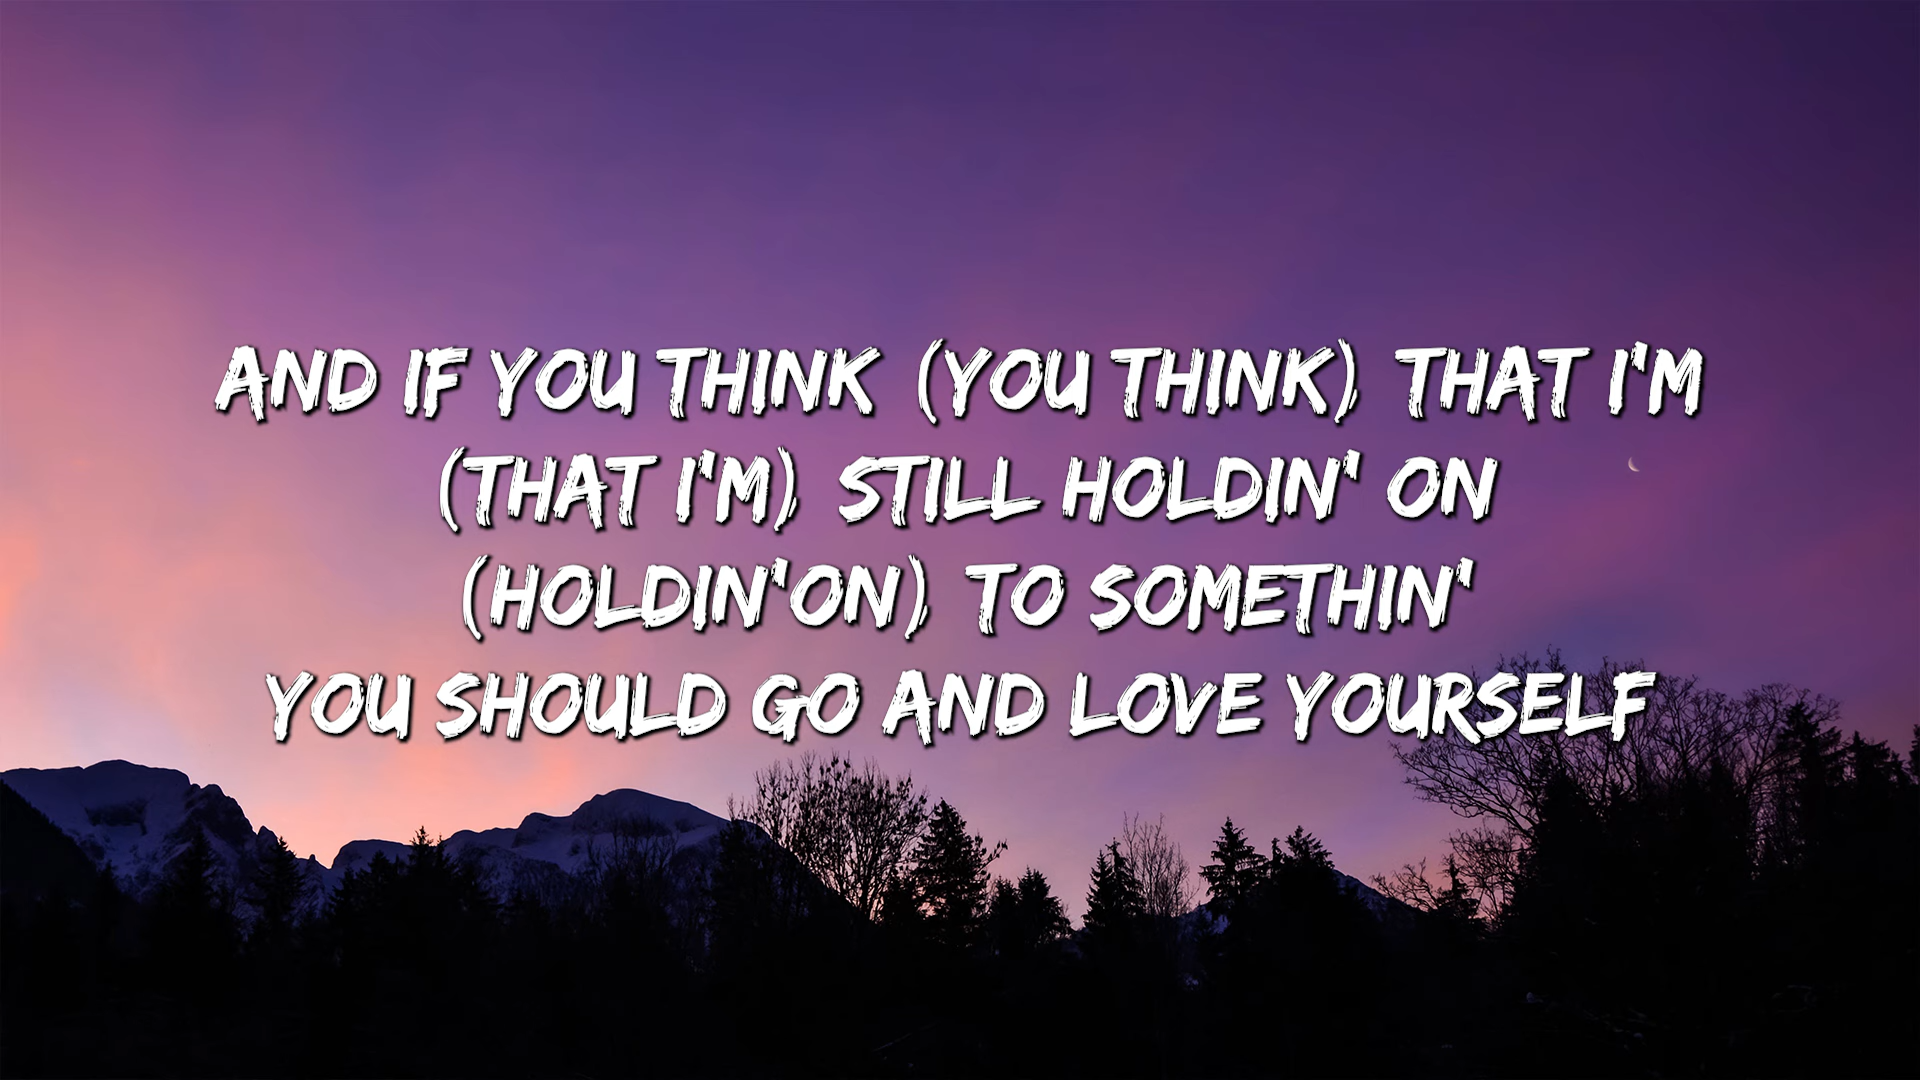 AND IF YOU THINK (YOU THINK) THAT I'M
(THAT I'M) STILL HOLDIN' ON
(HOLDIN'ON) TO SOMETHIN'
YOU SHOULD GO AND LOVE YOURSELF